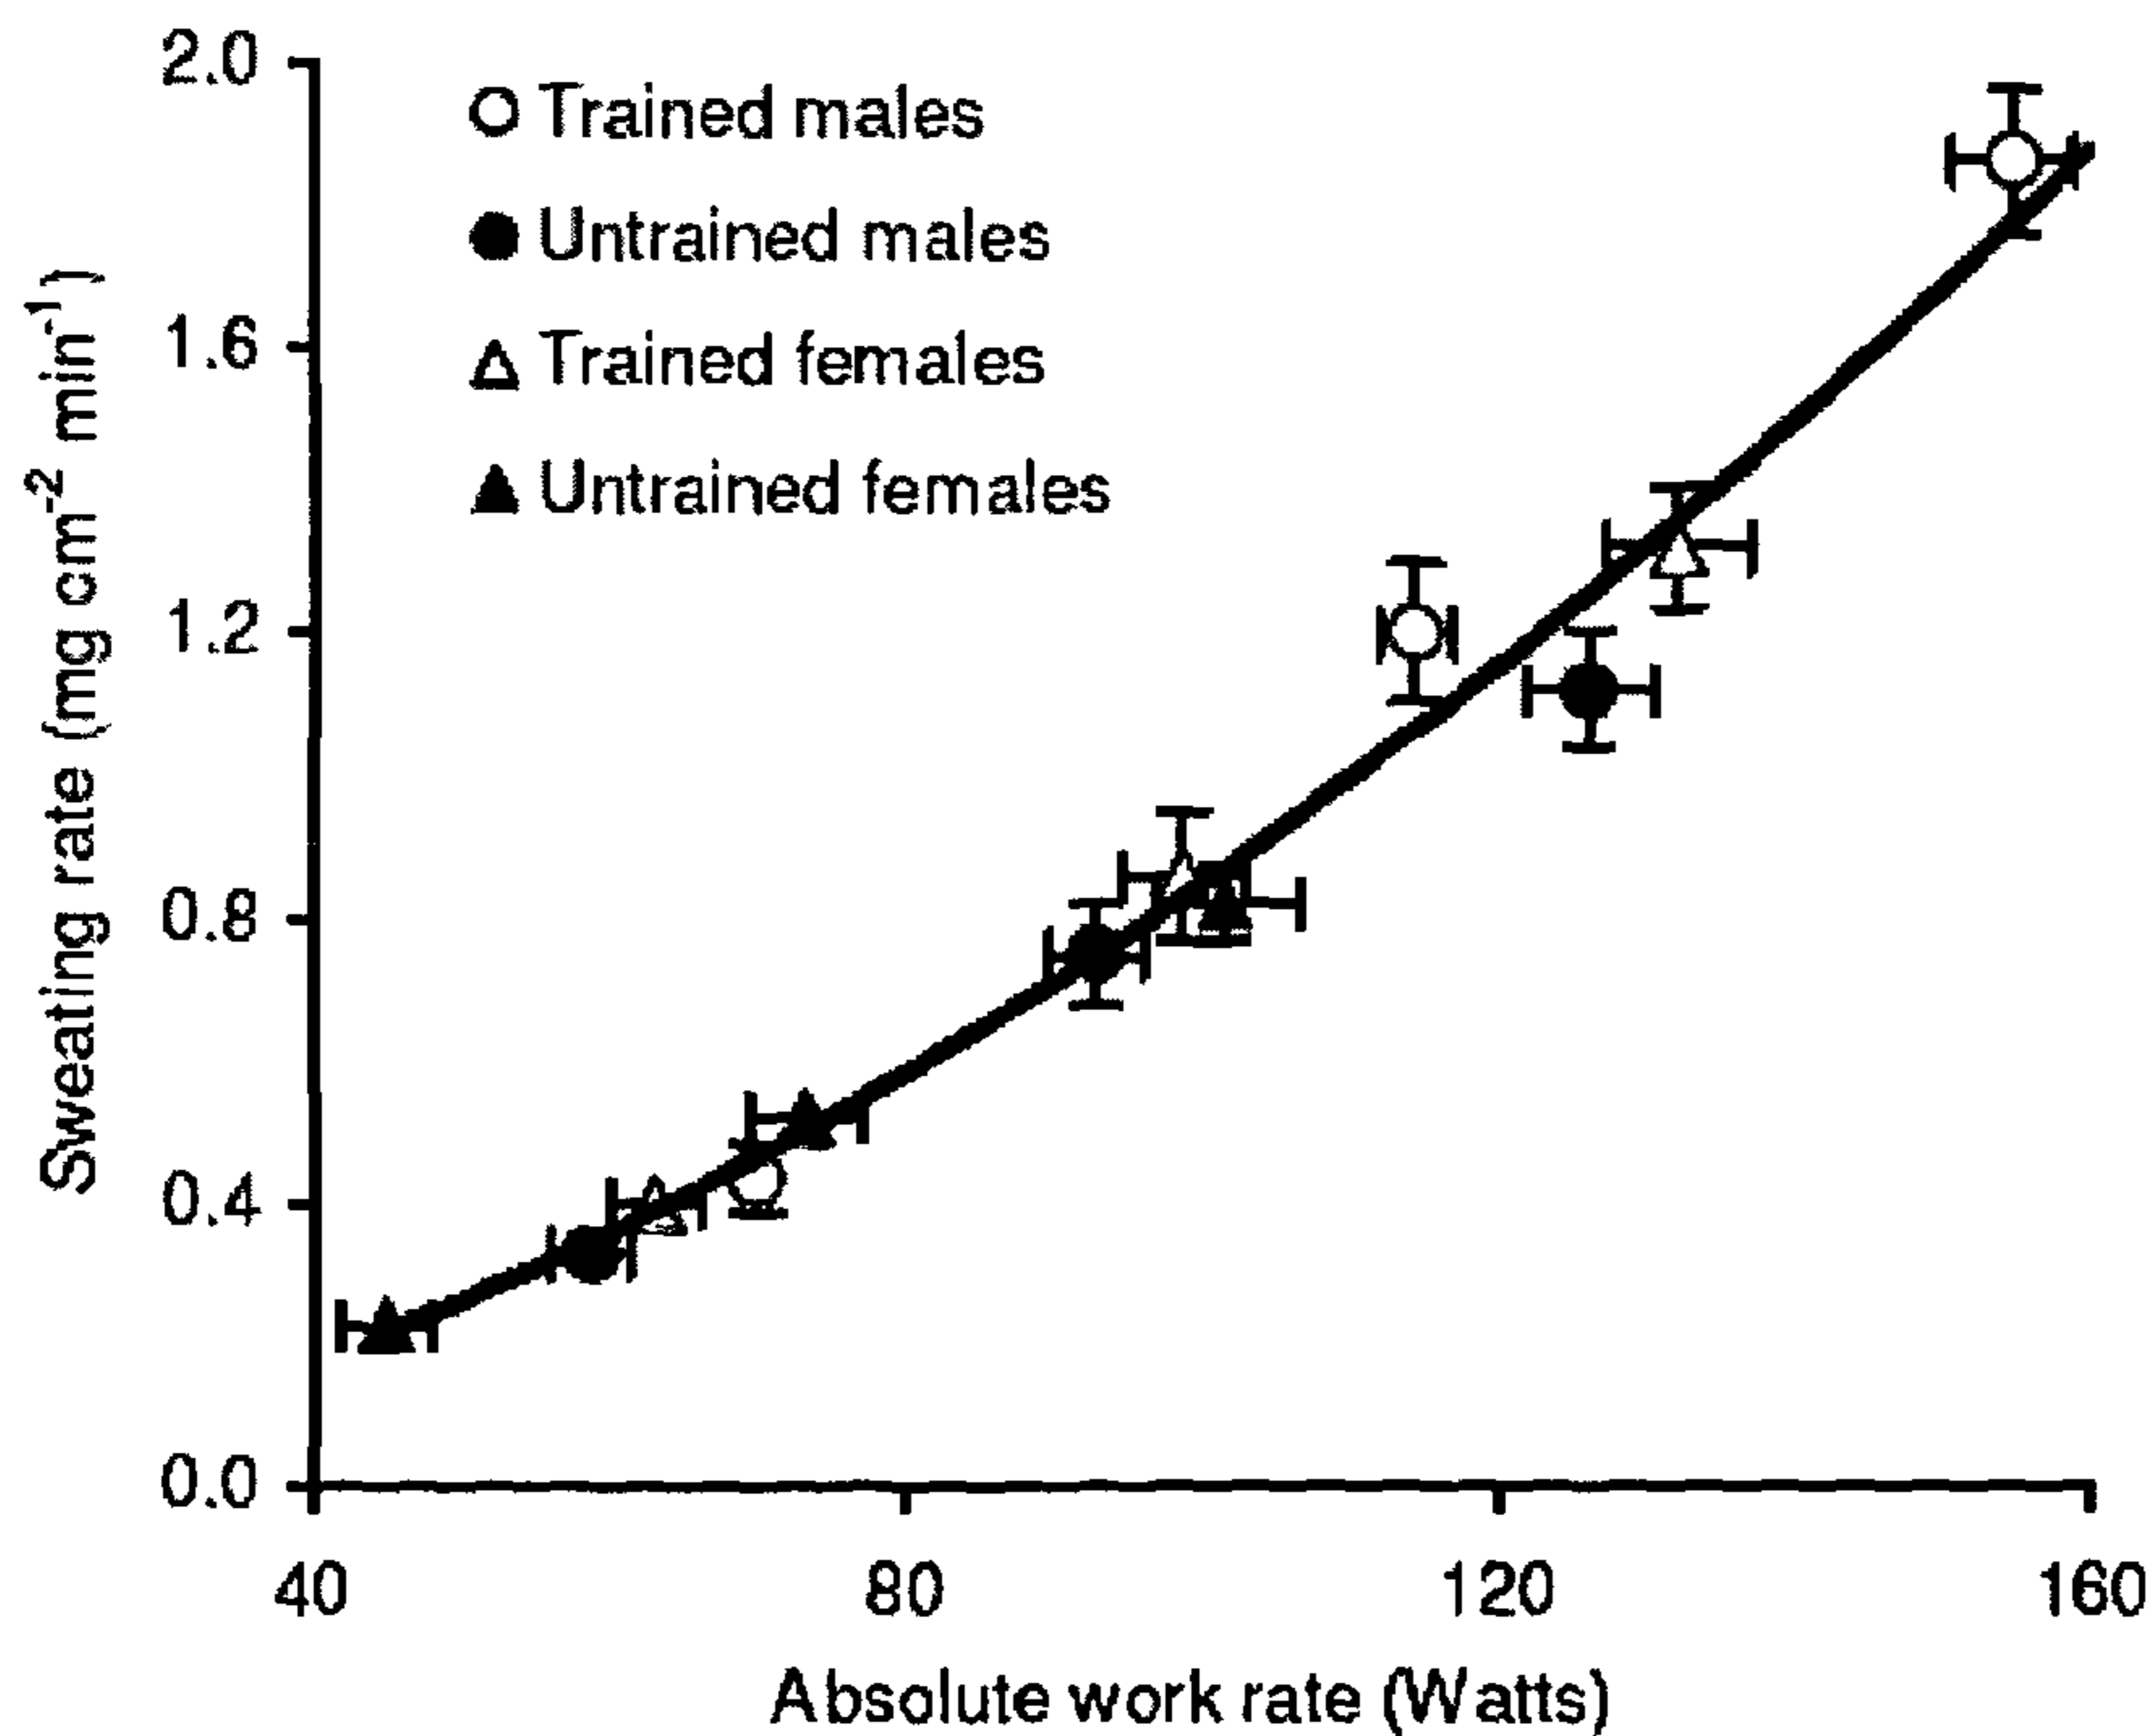 2.0
1.6
1.2
0.8
0.4
0.0
Sweating rate (mg cm⁻² min⁻¹)
Trained males
Untrained males
Trained females
Untrained females
40 80 120 160
Absolute work rate (Watts)